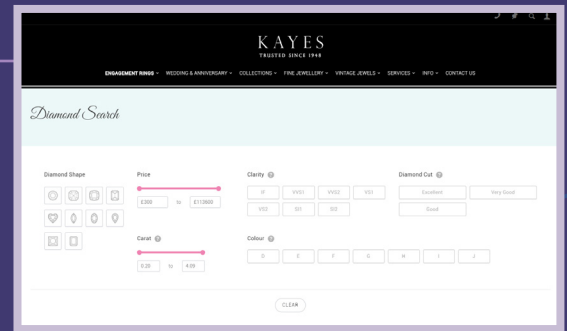 KAYES
TRUSTED SINCE 1948
ENGAGEMENT RINGS WEDDING & ANNIVERSARY COLLECTIONS FINE JEWELLERY VINTAGE JEWELS SERVICES INFO CONTACT US
Diamond Search
Diamond Shape Price Clarity ? Diamond Cut ?
IF VVS1 VVS2 VS1 Excellent Very Good
£300 to £113600
VS2 SI1 SI2 Good
Carat ? Colour ?
D E F G H I J
0.20 to 4.09
CLEAR